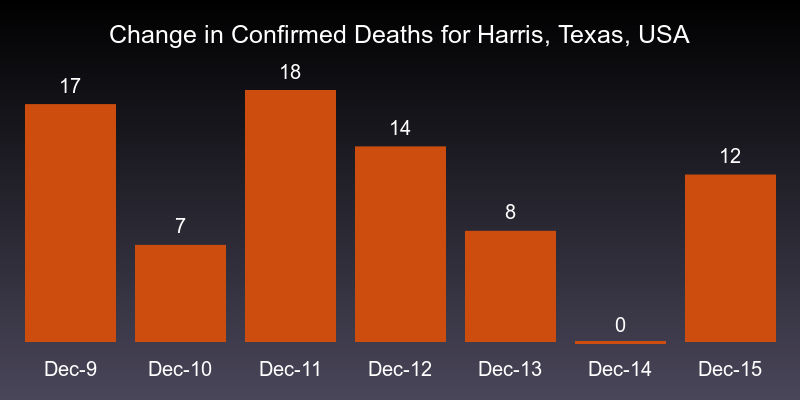 Change in Confirmed Deaths for Harris, Texas, USA
17 7 18 14 8 0 12
Dec-9 Dec-10 Dec-11 Dec-12 Dec-13 Dec-14 Dec-15